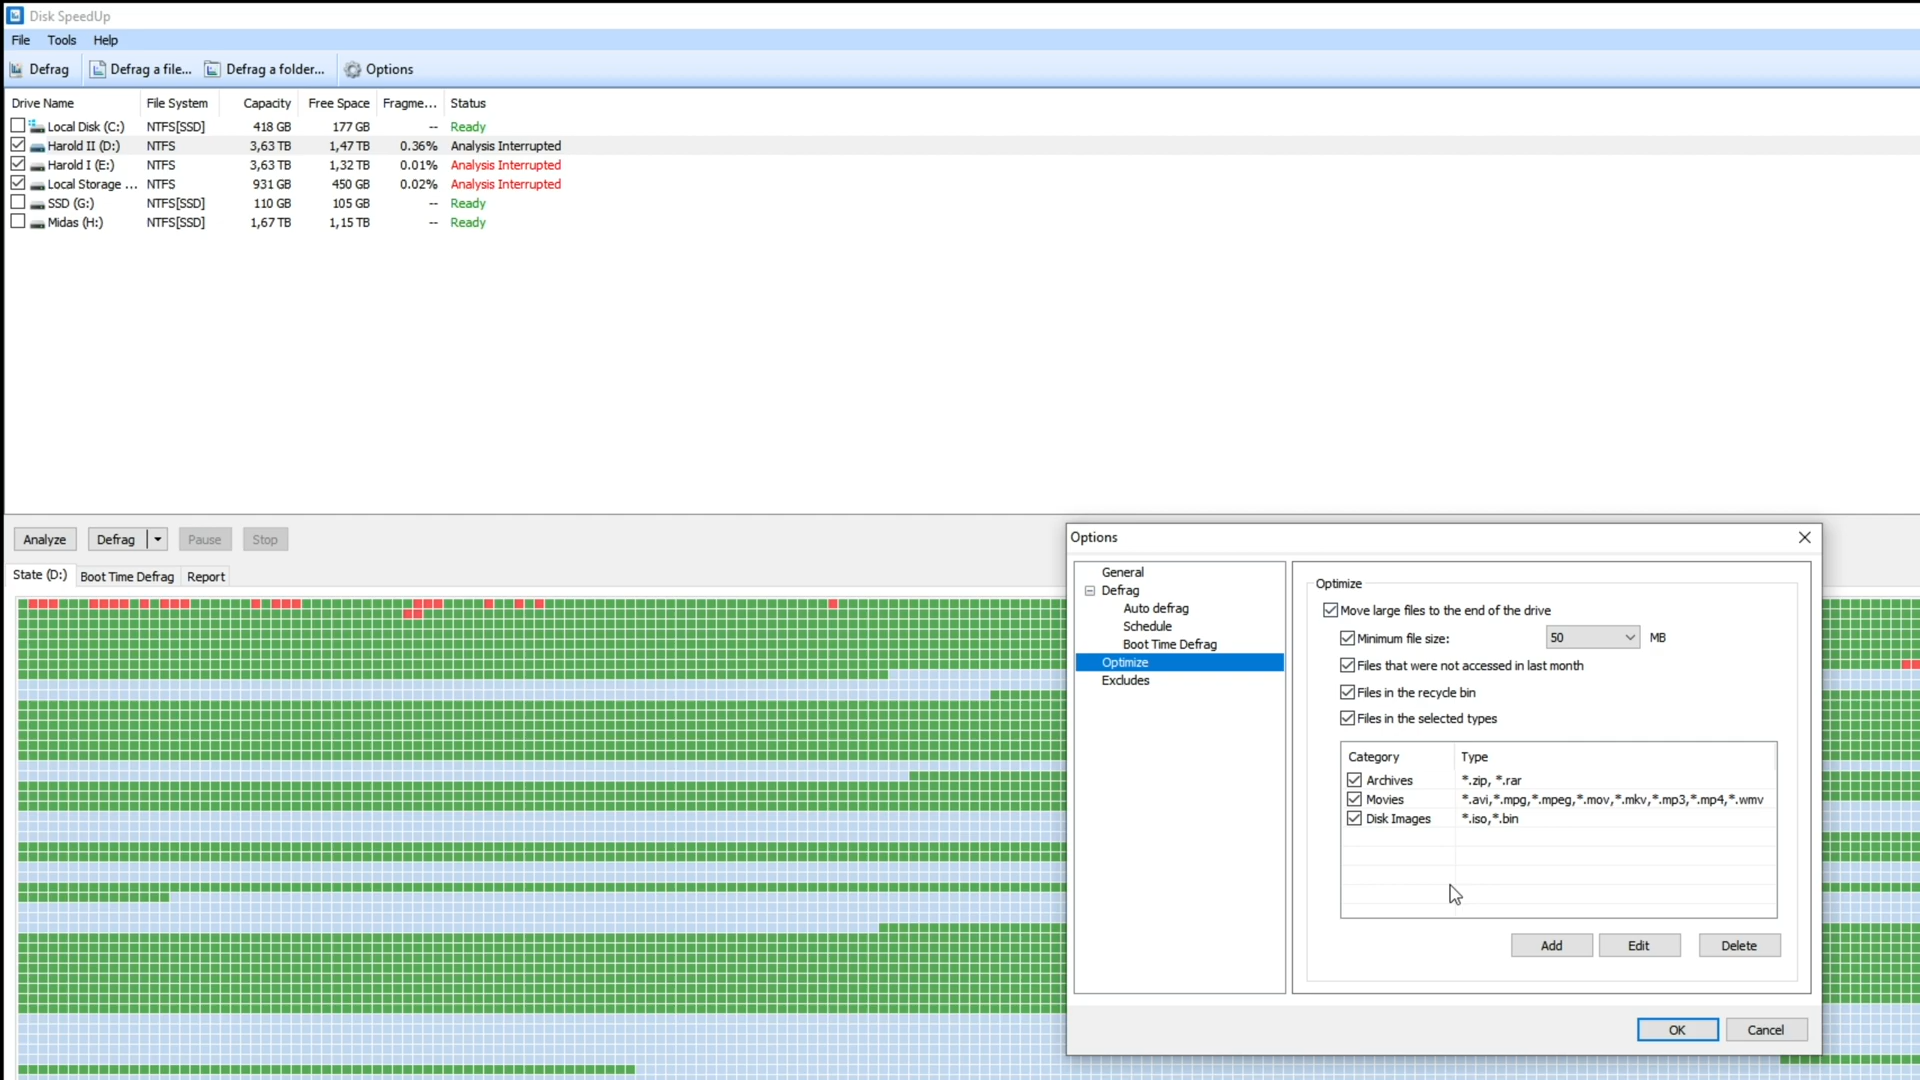 Disk SpeedUp
File Tools Help
Defrag Defrag a file... Defrag a folder... Options
Drive Name File System Capacity Free Space Fragme... Status
Local Disk (C:) NTFS[SSD] 418 GB 177 GB -- Ready
Harold II (D:) NTFS 3,63 TB 1,47 TB 0.36% Analysis Interrupted
Harold I (E:) NTFS 3,63 TB 1,32 TB 0.01% Analysis Interrupted
Local Storage ... NTFS 931 GB 450 GB 0.02% Analysis Interrupted
SSD (G:) NTFS[SSD] 110 GB 105 GB -- Ready
Midas (H:) NTFS[SSD] 1,67 TB 1,15 TB -- Ready
Analyze Defrag Pause Stop
State (D:) Boot Time Defrag Report
Options
General
Defrag
Auto defrag
Schedule
Boot Time Defrag
Optimize
Excludes
Optimize
Move large files to the end of the drive
Minimum file size: 50 MB
Files that were not accessed in last month
Files in the recycle bin
Files in the selected types
Category Type
Archives *.zip, *.rar
Movies *.avi,*.mpg,*.mpeg,*.mov,*.mkv,*.mp3,*.mp4,*.wmv
Disk Images *.iso,*.bin
Add Edit Delete
OK Cancel